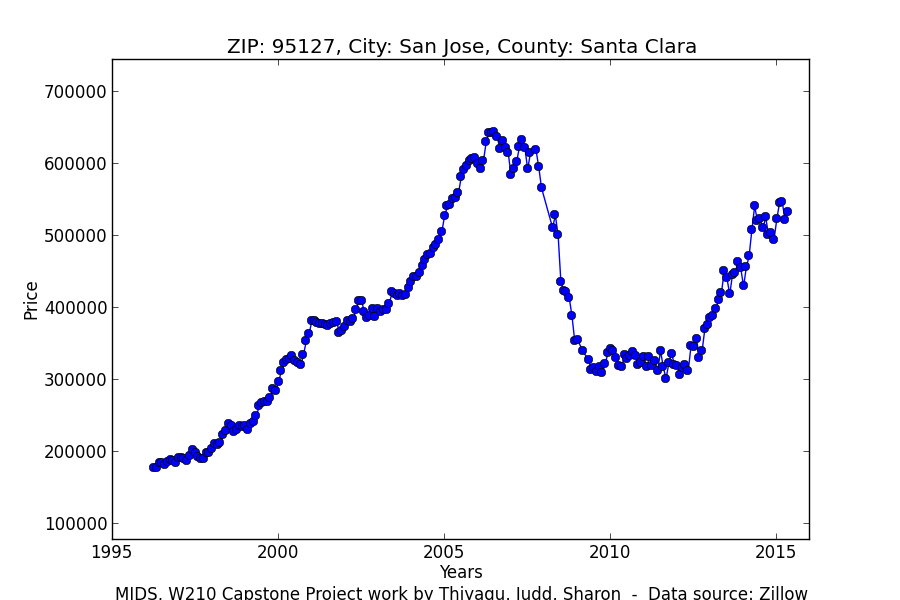 ZIP: 95127, City: San Jose, County: Santa Clara
700000
600000
500000
400000
300000
200000
100000
Price
1995 2000 2005 2010 2015
Years
MIDS, W210 Capstone Project work by Thiyagu, Judd, Sharon - Data source: Zillow